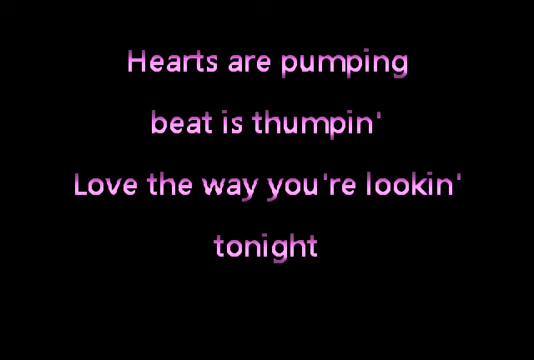 Hearts are pumping
beat is thumpin'
Love the way you're lookin'
tonight